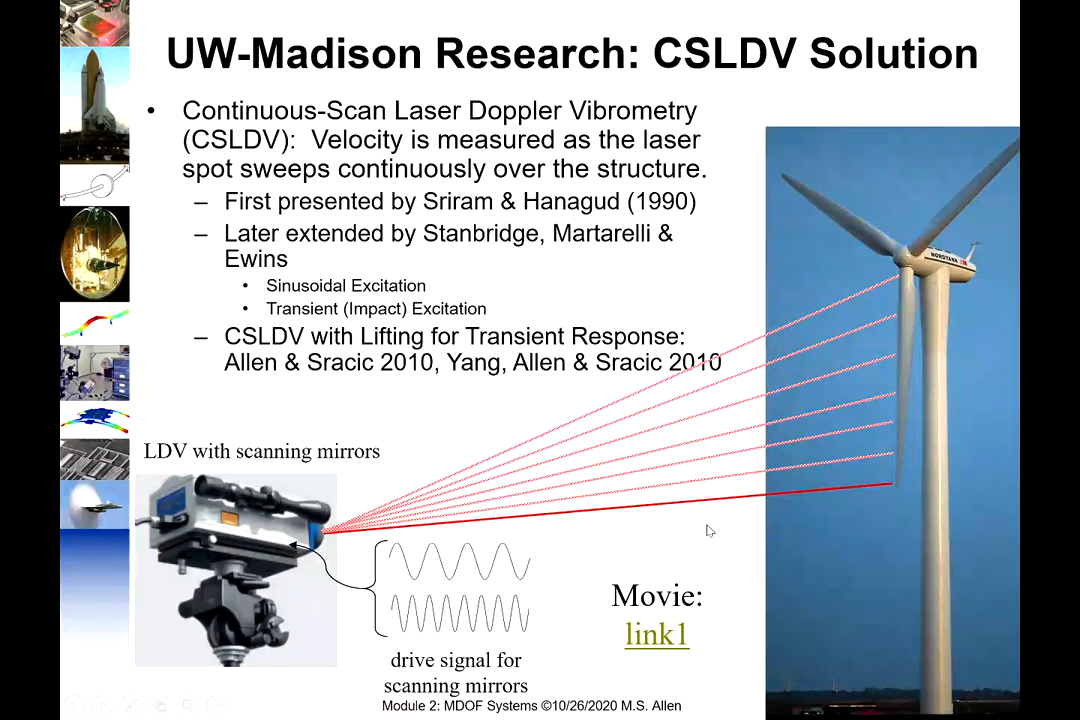 UW-Madison Research: CSLDV Solution
• Continuous-Scan Laser Doppler Vibrometry
(CSLDV): Velocity is measured as the laser
spot sweeps continuously over the structure.
– First presented by Sriram & Hanagud (1990)
– Later extended by Stanbridge, Martarelli &
Ewins
• Sinusoidal Excitation
• Transient (Impact) Excitation
– CSLDV with Lifting for Transient Response:
Allen & Sracic 2010, Yang, Allen & Sracic 2010
NORDTANK
LDV with scanning mirrors
Movie:
link1
drive signal for
scanning mirrors
Module 2: MDOF Systems ©10/26/2020 M.S. Allen